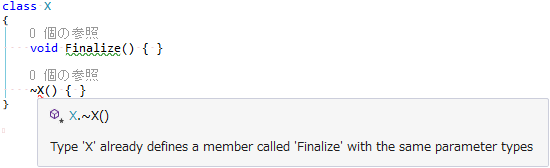 class X
{
0 個の参照
void Finalize() { }
0 個の参照
~X() { }
}
X.~X()
Type 'X' already defines a member called 'Finalize' with the same parameter types